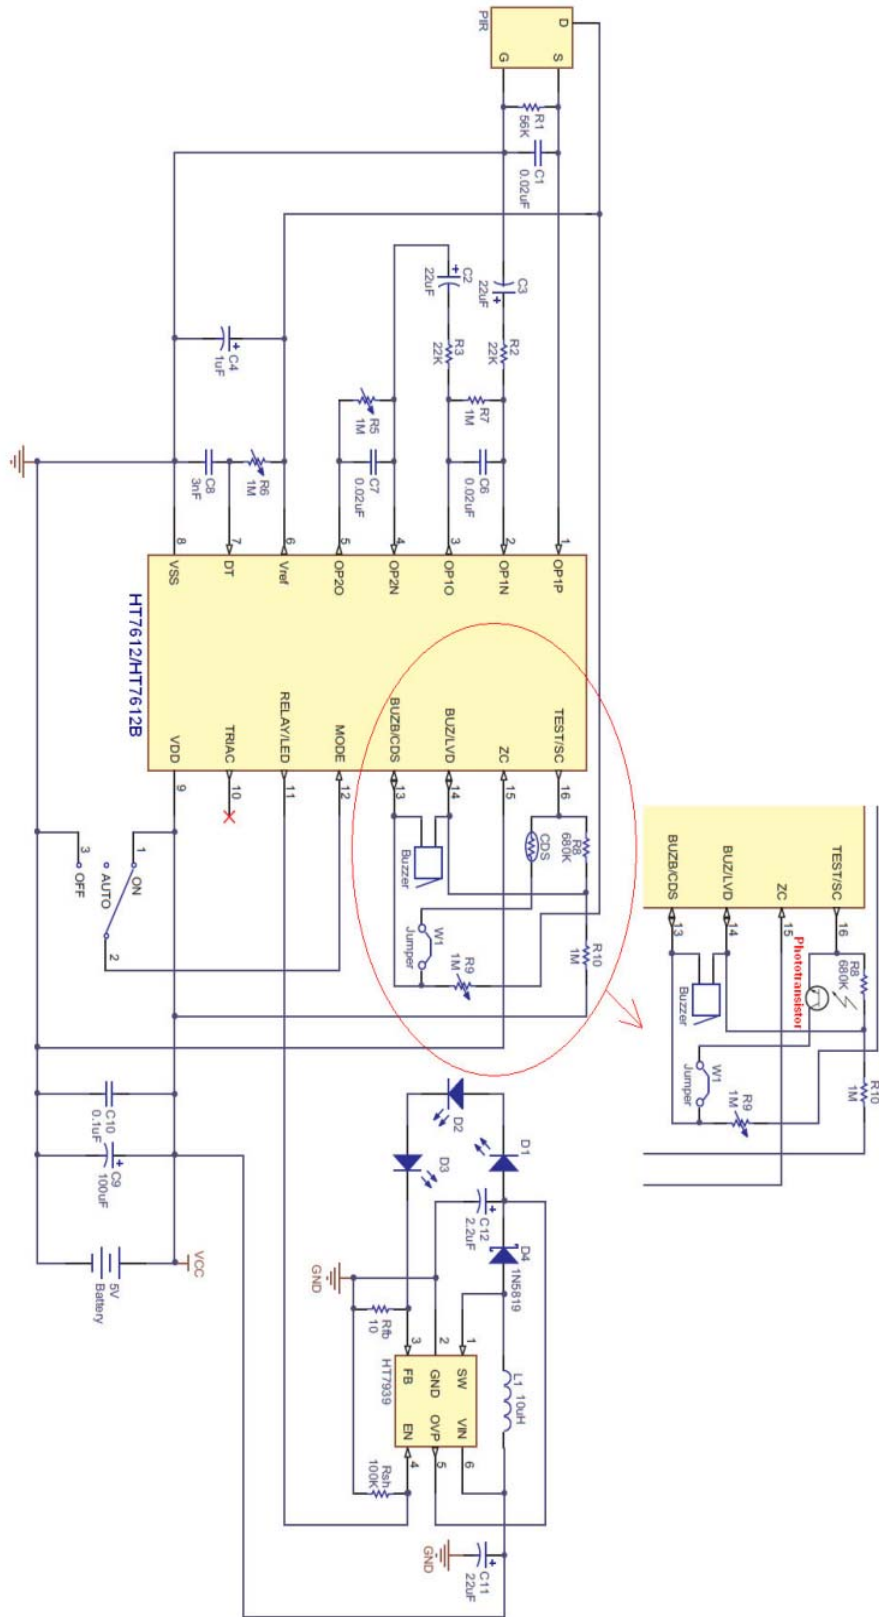 PIR
D
S
G
R1
56K
C1
0.02uF
C3
22uF
+
C2
22uF
+
R2
22K
R3
22K
R7
1M
C6
0.02uF
R5
1M
C7
0.02uF
C4
1uF
+
R6
1M
C8
3nF
1
2
3
4
5
6
7
8
OP1P
OP1N
OP1O
OP2N
OP2O
Vref
DT
VSS
HT7612/HT7612B
TEST/SC
ZC
BUZ/LVD
BUZB/CDS
MODE
RELAY/LED
TRIAC
VDD
16
15
14
13
12
11
10
9
R8
680K
CDS
Buzzer
R10
1M
W1
Jumper
R9
1M
1
ON
AUTO
3
OFF
2
TEST/SC
ZC
BUZ/LVD
BUZB/CDS
16
15
14
13
Phototransistor
R8
680K
Buzzer
R10
1M
W1
Jumper
R9
1M
C10
0.1uF
C9
100uF
+
VCC
5V
Battery
D1
D2
D3
C12
2.2uF
+
D4
1N5819
GND
Rfb
10
1
2
3
SW
GND
FB
HT7939
VIN
OVP
EN
6
5
4
L1 10uH
Rsh
100K
GND
C11
22uF
+